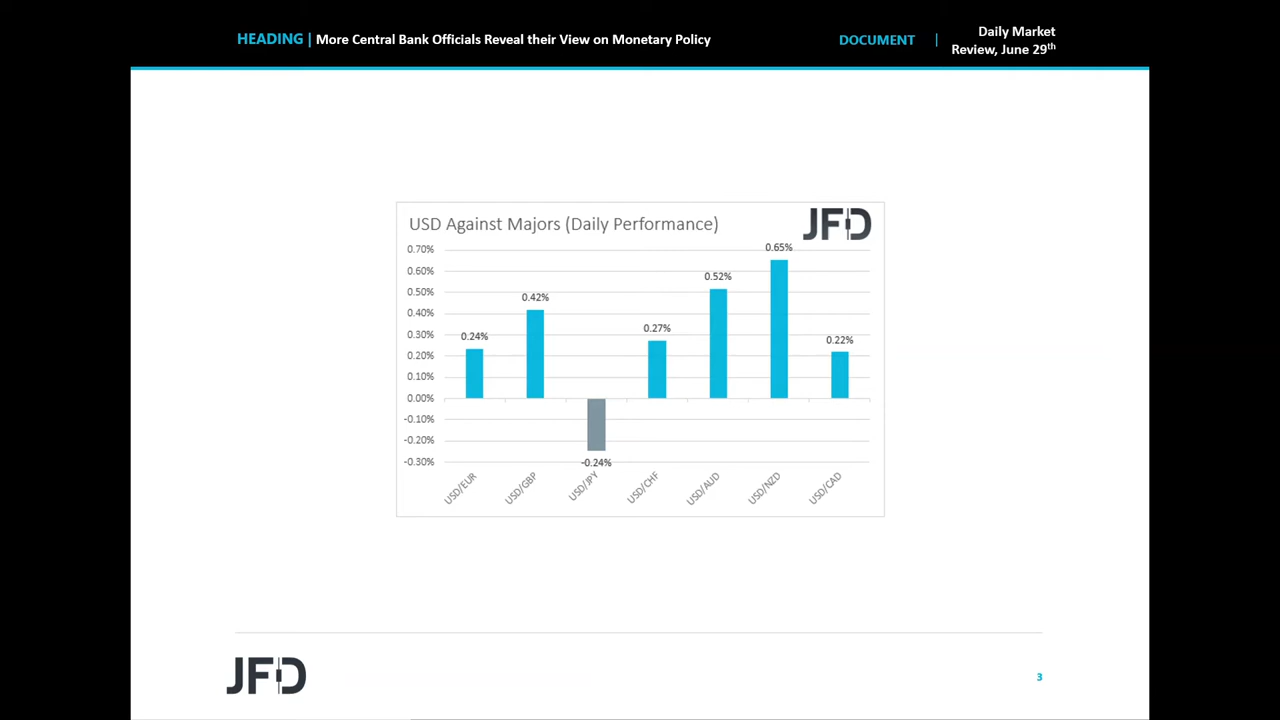 HEADING | More Central Bank Officials Reveal their View on Monetary Policy
DOCUMENT |
Daily Market
Review, June 29th
USD Against Majors (Daily Performance)
JFD
0.70%
0.60%
0.50%
0.40%
0.30%
0.20%
0.10%
0.00%
-0.10%
-0.20%
-0.30%
0.24%
0.42%
-0.24%
0.27%
0.52%
0.65%
0.22%
USD/EUR
USD/GBP
USD/JPY
USD/CHF
USD/AUD
USD/NZD
USD/CAD
JFD
3